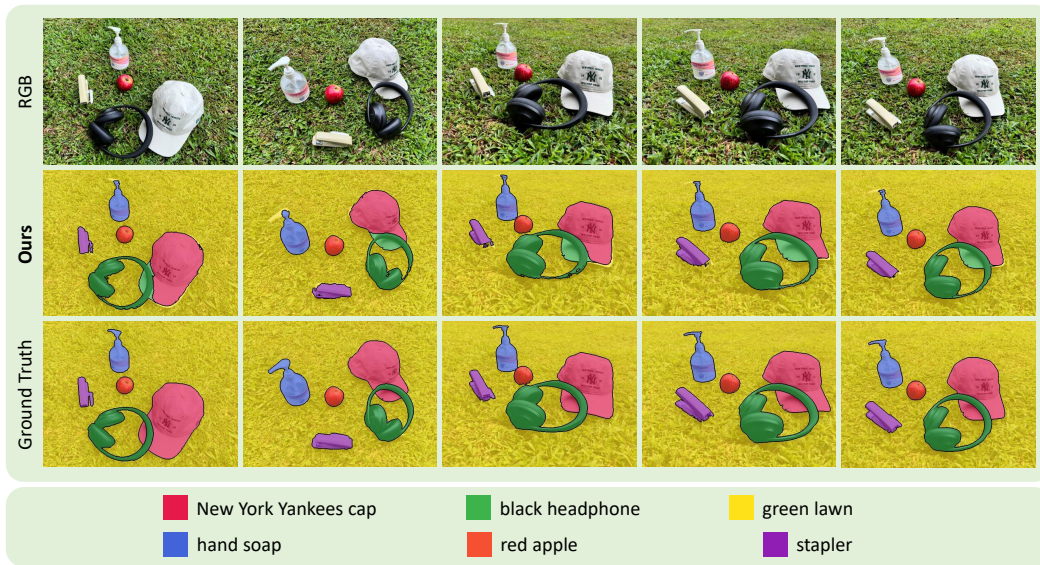 RGB
Ours
Ground Truth
New York Yankees cap
black headphone
green lawn
hand soap
red apple
stapler